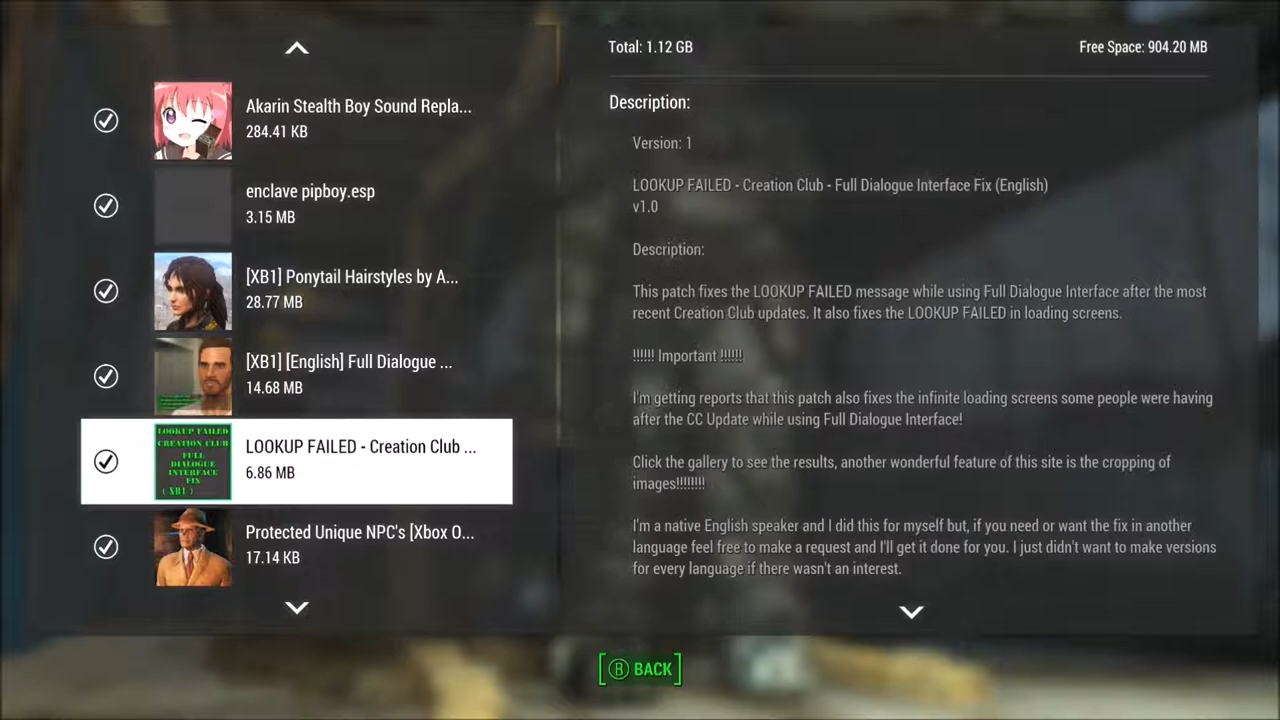 Total: 1.12 GB
Free Space: 904.20 MB
Akarin Stealth Boy Sound Repla...
284.41 KB
enclave pipboy.esp
3.15 MB
[XB1] Ponytail Hairstyles by A...
28.77 MB
[XB1] [English] Full Dialogue ...
14.68 MB
LOOKUP FAILED
CREATION CLUB
FULL
DIALOGUE
INTERFACE
FIX
( XB1 )
LOOKUP FAILED - Creation Club ...
6.86 MB
Protected Unique NPC's [Xbox O...
17.14 KB
Description:
Version: 1
LOOKUP FAILED - Creation Club - Full Dialogue Interface Fix (English)
v1.0
Description:
This patch fixes the LOOKUP FAILED message while using Full Dialogue Interface after the most
recent Creation Club updates. It also fixes the LOOKUP FAILED in loading screens.
!!!!!! Important !!!!!!
I'm getting reports that this patch also fixes the infinite loading screens some people were having
after the CC Update while using Full Dialogue Interface!
Click the gallery to see the results, another wonderful feature of this site is the cropping of
images!!!!!!!!
I'm a native English speaker and I did this for myself but, if you need or want the fix in another
language feel free to make a request and I'll get it done for you. I just didn't want to make versions
for every language if there wasn't an interest.
B BACK